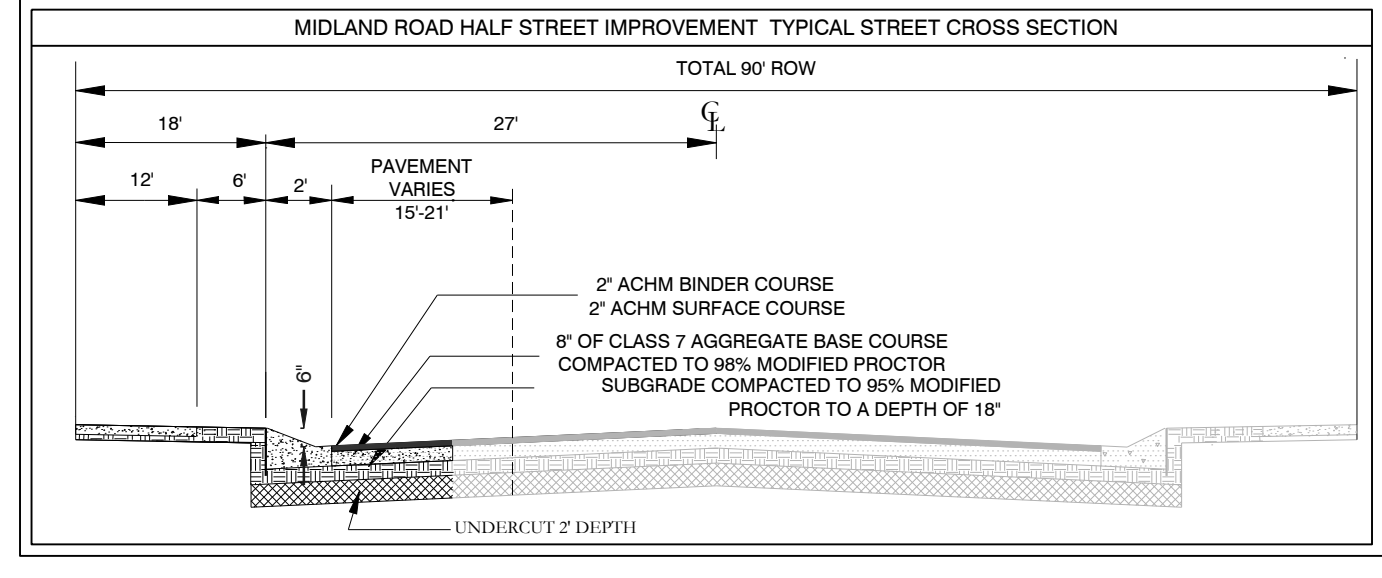 MIDLAND ROAD HALF STREET IMPROVEMENT TYPICAL STREET CROSS SECTION
TOTAL 90' ROW
18'
27'
CL
12'
6'
2'
PAVEMENT
VARIES
15'-21'
2" ACHM BINDER COURSE
2" ACHM SURFACE COURSE
8" OF CLASS 7 AGGREGATE BASE COURSE
COMPACTED TO 98% MODIFIED PROCTOR
SUBGRADE COMPACTED TO 95% MODIFIED
PROCTOR TO A DEPTH OF 18"
6"
UNDERCUT 2' DEPTH